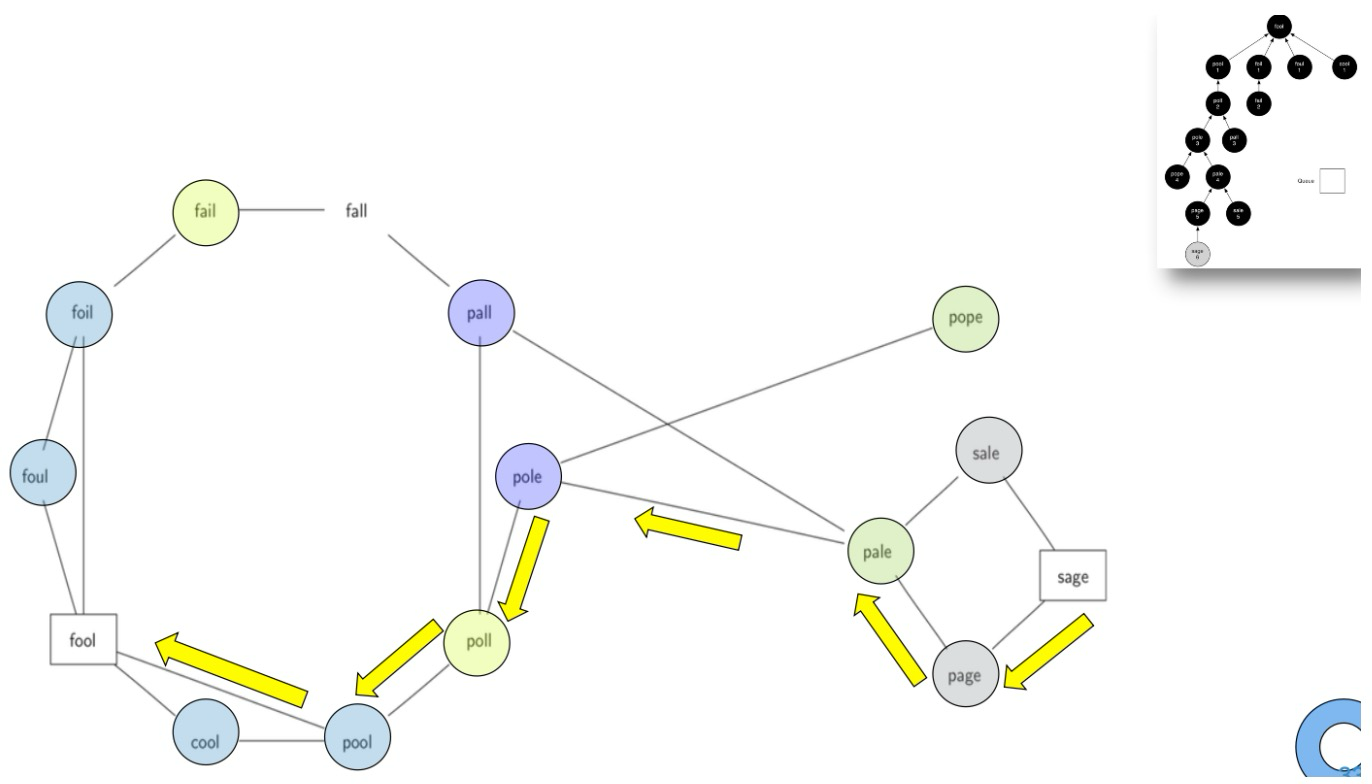 fool
pool
1
foil
1
foul
1
cool
1
poll
2
fail
2
pole
3
pall
3
pope
4
pale
4
Queue
page
5
sale
5
sage
6
fail
fall
foil
pall
pope
sale
foul
pole
pale
sage
fool
poll
page
cool
pool